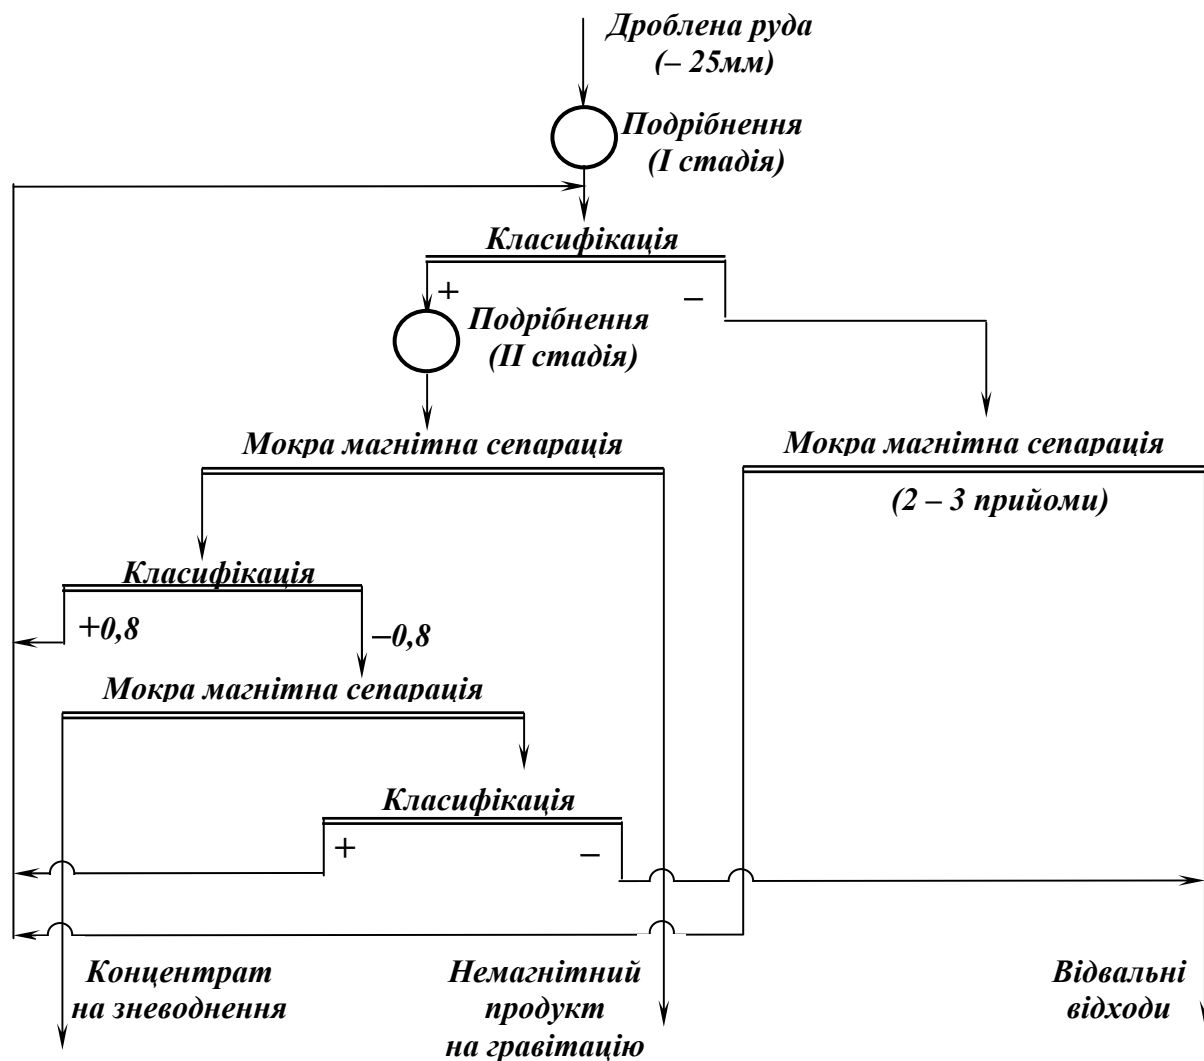 Дроблена руда
(– 25мм)
Подрібнення
(І стадія)
Класифікація
+
–
Подрібнення
(ІІ стадія)
Мокра магнітна сепарація
Мокра магнітна сепарація
(2 – 3 прийоми)
Класифікація
+0,8
–0,8
Мокра магнітна сепарація
Класифікація
+
–
Концентрат
на зневоднення
Немагнітний
продукт
на гравітацію
Відвальні
відходи